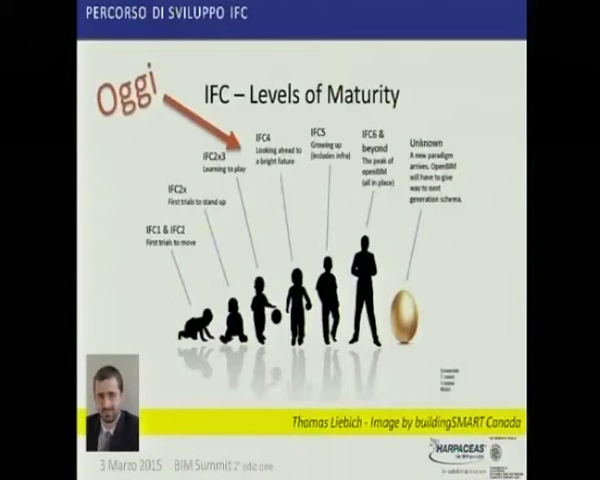 PERCORSO DI SVILUPPO IFC
Oggi
IFC – Levels of Maturity
IFC1 & IFC2
First trials to move
IFC2x
First trials to stand up
IFC2x3
Learning to play
IFC4
Looking ahead to
a bright future
IFC5
Growing up
(includes infra)
IFC6 &
beyond
The peak of
openBIM
(all in place)
Unknown
A new paradigm
arrives. OpenBIM
will have to give
way to next
generation schema.
Thomas Liebich - Image by buildingSMART Canada
3 Marzo 2015 BIM Summit 2° edizione
HARPACEAS